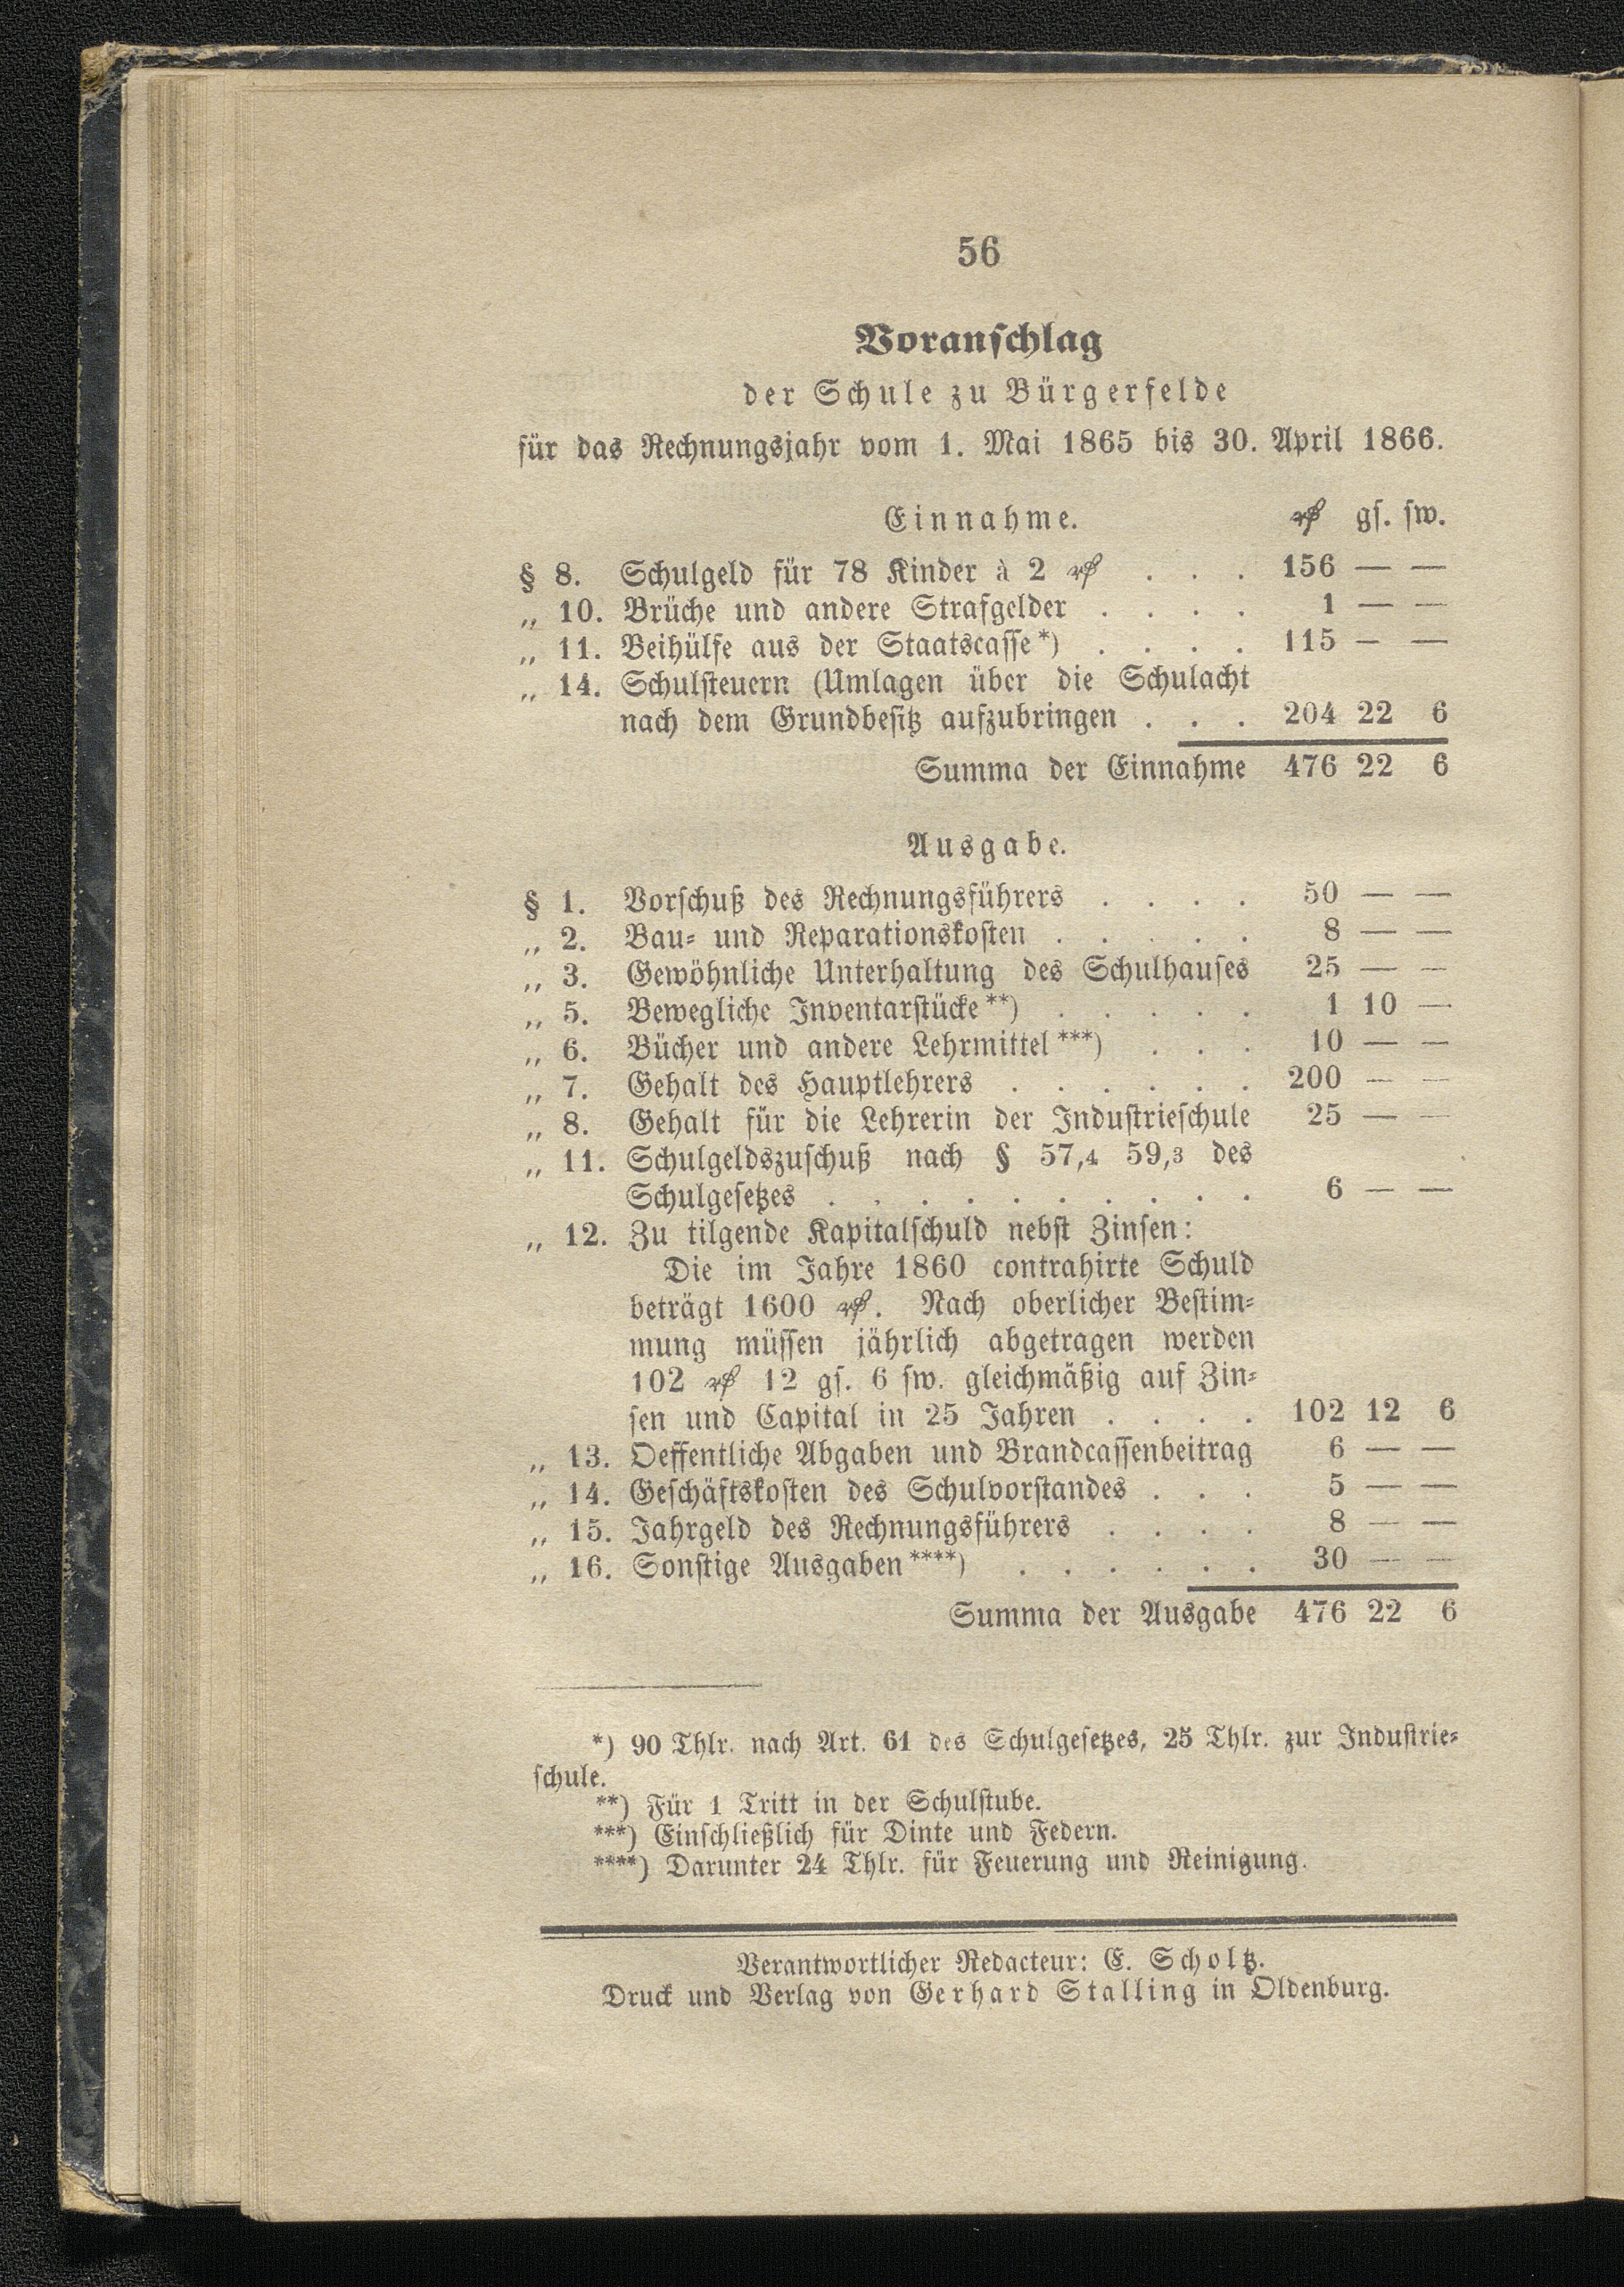 56
Voranschlag
der Schule zu Bürgerfelde
für das Rechnungsjahr vom 1. Mai 1865 bis 30. April 1866.
Einnahme. ₰ gs. sw.
§ 8. Schulgeld für 78 Kinder à 2 ₰ . . . 156 — —
„ 10. Brüche und andere Strafgelder . . . . 1 — —
„ 11. Beihülfe aus der Staatscasse*) . . . . 115 — —
„ 14. Schulsteuern (Umlagen über die Schulacht
nach dem Grundbesitz aufzubringen . . . 204 22 6
Summa der Einnahme 476 22 6
Ausgabe.
§ 1. Vorschuß des Rechnungsführers . . . . 50 — —
„ 2. Bau- und Reparationskosten . . . . . 8 — —
„ 3. Gewöhnliche Unterhaltung des Schulhauses 25 — —
„ 5. Bewegliche Inventarstücke**) . . . . . 1 10 —
„ 6. Bücher und andere Lehrmittel***) . . . 10 — —
„ 7. Gehalt des Hauptlehrers . . . . . . 200 — —
„ 8. Gehalt für die Lehrerin der Industrieschule 25 — —
„ 11. Schulgeldszuschuß nach § 57,4 59,3 des
Schulgesetzes . . . . . . . . . . 6 — —
„ 12. Zu tilgende Kapitalschuld nebst Zinsen:
Die im Jahre 1860 contrahirte Schuld
beträgt 1600 ₰. Nach oberlicher Bestim-
mung müssen jährlich abgetragen werden
102 ₰ 12 gs. 6 sw. gleichmäßig auf Zin-
sen und Capital in 25 Jahren . . . . 102 12 6
„ 13. Oeffentliche Abgaben und Brandcassenbeitrag 6 — —
„ 14. Geschäftskosten des Schulvorstandes . . . 5 — —
„ 15. Jahrgeld des Rechnungsführers . . . . 8 — —
„ 16. Sonstige Ausgaben****) . . . . . . 30 — —
Summa der Ausgabe 476 22 6
*) 90 Thlr. nach Art. 61 des Schulgesetzes, 25 Thlr. zur Industrie-
schule.
**) Für 1 Tritt in der Schulstube.
***) Einschließlich für Dinte und Federn.
****) Darunter 24 Thlr. für Feuerung und Reinigung.
Verantwortlicher Redacteur: E. Scholtz.
Druck und Verlag von Gerhard Stalling in Oldenburg.